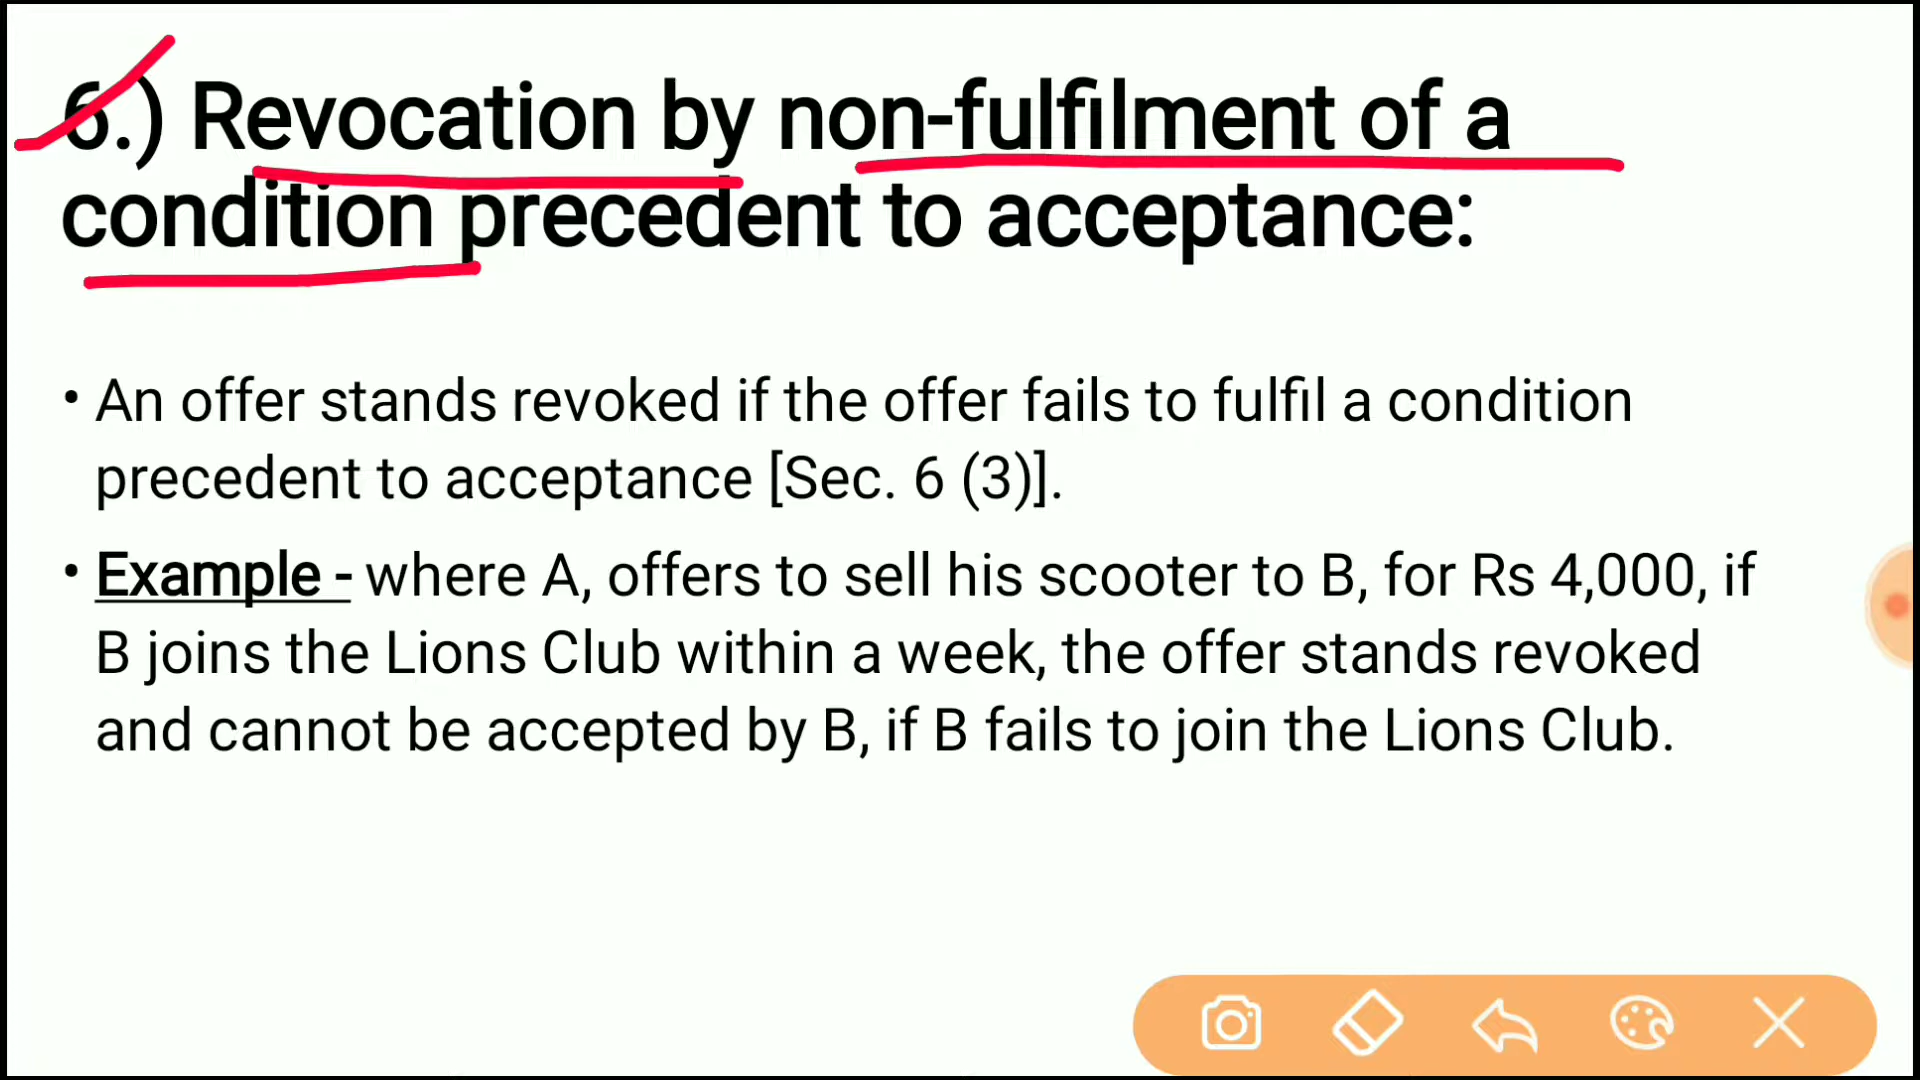 6.) Revocation by non-fulfilment of a
condition precedent to acceptance:
• An offer stands revoked if the offer fails to fulfil a condition
precedent to acceptance [Sec. 6 (3)].
• Example - where A, offers to sell his scooter to B, for Rs 4,000, if
B joins the Lions Club within a week, the offer stands revoked
and cannot be accepted by B, if B fails to join the Lions Club.